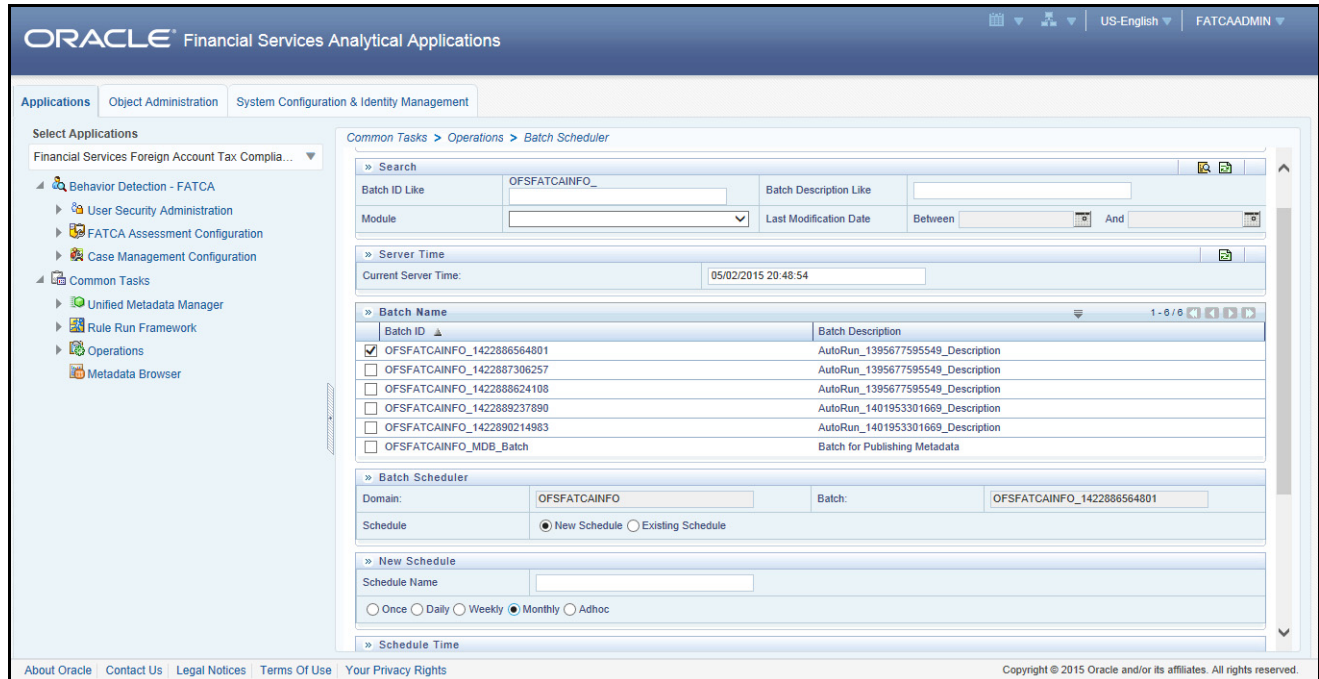 US-English FATCAADMIN
ORACLE® Financial Services Analytical Applications
Applications Object Administration System Configuration & Identity Management
Select Applications
Financial Services Foreign Account Tax Complia...
Behavior Detection - FATCA
User Security Administration
FATCA Assessment Configuration
Case Management Configuration
Common Tasks
Unified Metadata Manager
Rule Run Framework
Operations
Metadata Browser
Common Tasks > Operations > Batch Scheduler
» Search
Batch ID Like OFSFATCAINFO_ Batch Description Like
Module Last Modification Date Between And
» Server Time
Current Server Time: 05/02/2015 20:48:54
» Batch Name 1-6/6
Batch ID Batch Description
OFSFATCAINFO_1422886564801 AutoRun_1395677595549_Description
OFSFATCAINFO_1422887306257 AutoRun_1395677595549_Description
OFSFATCAINFO_1422888624108 AutoRun_1395677595549_Description
OFSFATCAINFO_1422889237890 AutoRun_1401953301669_Description
OFSFATCAINFO_1422890214983 AutoRun_1401953301669_Description
OFSFATCAINFO_MDB_Batch Batch for Publishing Metadata
» Batch Scheduler
Domain: OFSFATCAINFO Batch: OFSFATCAINFO_1422886564801
Schedule New Schedule Existing Schedule
» New Schedule
Schedule Name
Once Daily Weekly Monthly Adhoc
» Schedule Time
About Oracle Contact Us Legal Notices Terms Of Use Your Privacy Rights Copyright © 2015 Oracle and/or its affiliates. All rights reserved.